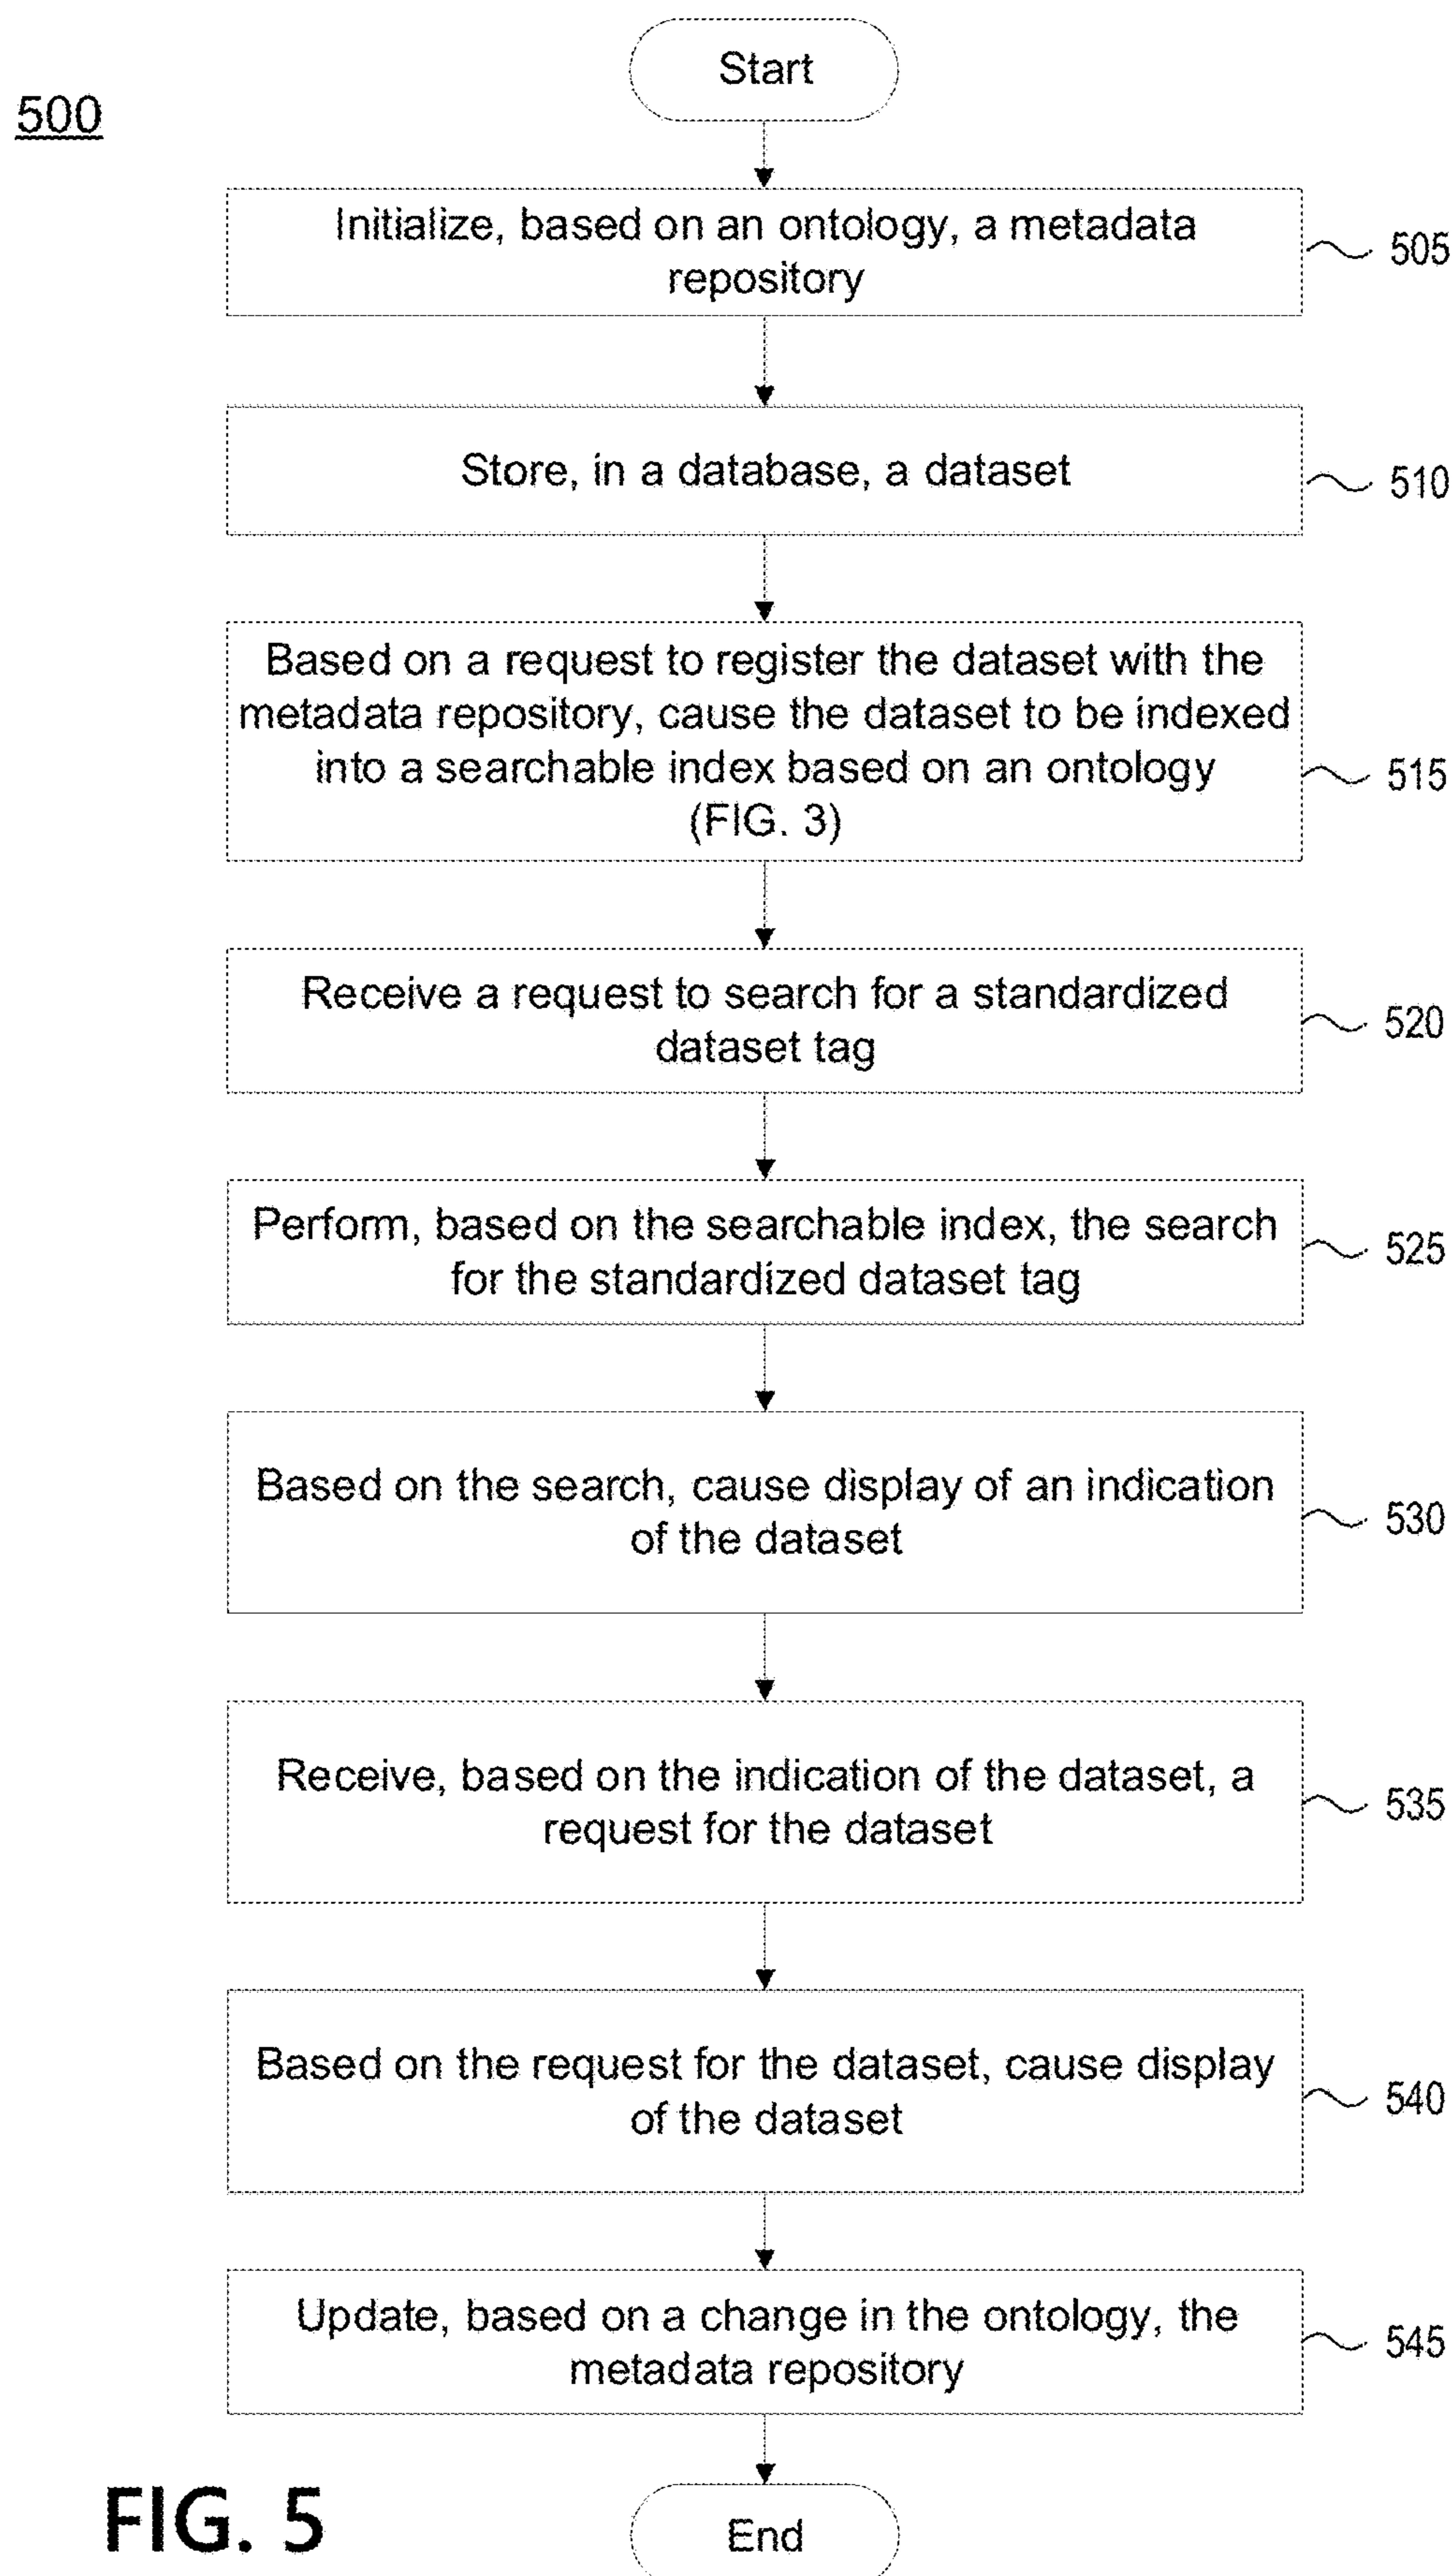 Start
500
Initialize, based on an ontology, a metadata
repository
505
Store, in a database, a dataset
510
Based on a request to register the dataset with the
metadata repository, cause the dataset to be indexed
into a searchable index based on an ontology
(FIG. 3)
515
Receive a request to search for a standardized
dataset tag
520
Perform, based on the searchable index, the search
for the standardized dataset tag
525
Based on the search, cause display of an indication
of the dataset
530
Receive, based on the indication of the dataset, a
request for the dataset
535
Based on the request for the dataset, cause display
of the dataset
540
Update, based on a change in the ontology, the
metadata repository
545
FIG. 5
End